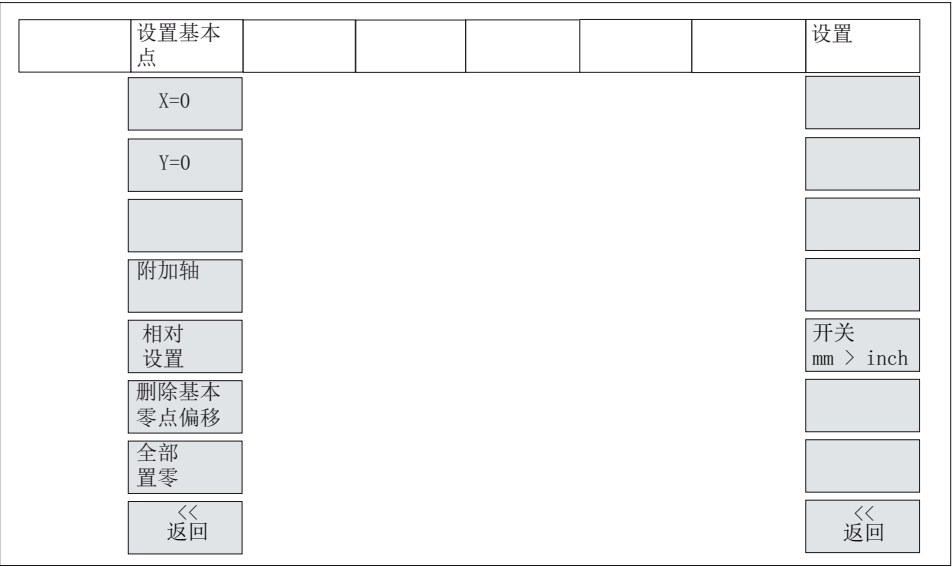 设置基本
点
设置
X=0
Y=0
附加轴
相对
设置
开关
mm > inch
删除基本
零点偏移
全部
置零
<<
返回
<<
返回